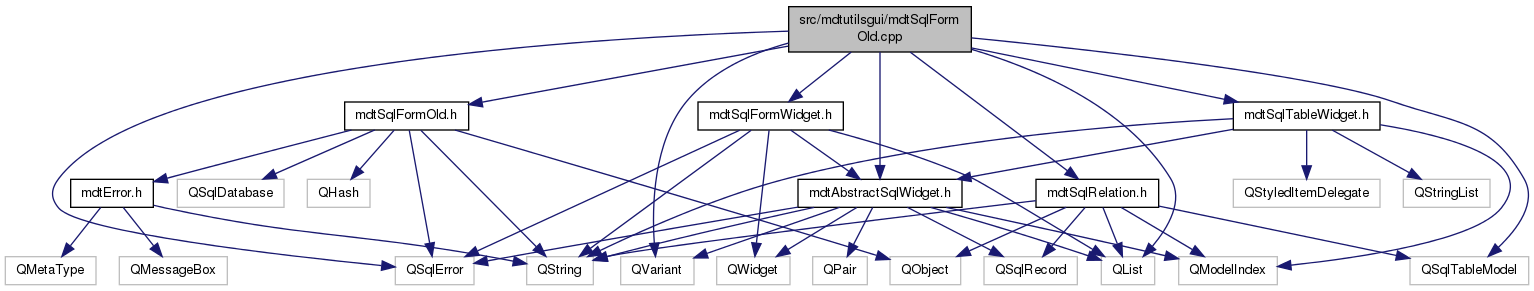 src/mdtutilsgui/mdtSqlForm
Old.cpp
mdtSqlFormOld.h
mdtSqlFormWidget.h
mdtSqlTableWidget.h
mdtError.h
QSqlDatabase
QHash
mdtAbstractSqlWidget.h
mdtSqlRelation.h
QStyledItemDelegate
QStringList
QMetaType
QMessageBox
QSqlError
QString
QVariant
QWidget
QPair
QObject
QSqlRecord
QList
QModelIndex
QSqlTableModel